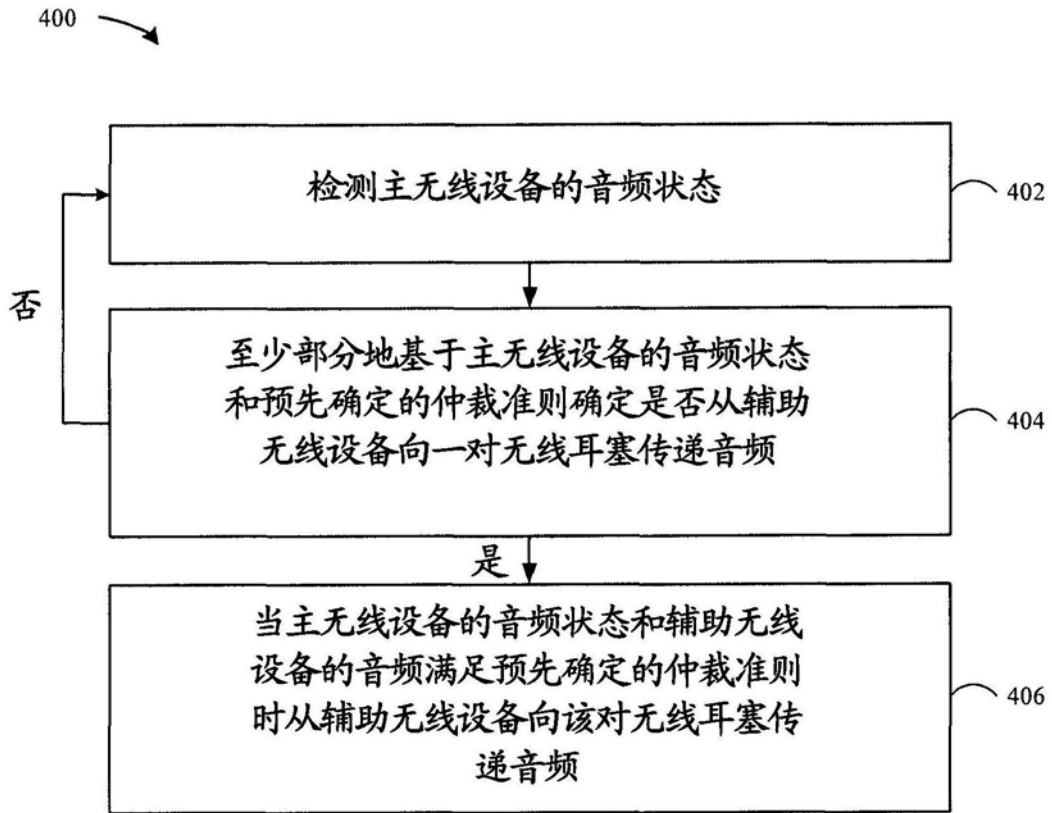 400
检测主无线设备的音频状态
402
否
至少部分地基于主无线设备的音频状态
和预先确定的仲裁准则确定是否从辅助
无线设备向一对无线耳塞传递音频
404
是
当主无线设备的音频状态和辅助无线
设备的音频满足预先确定的仲裁准则
时从辅助无线设备向该对无线耳塞传
递音频
406